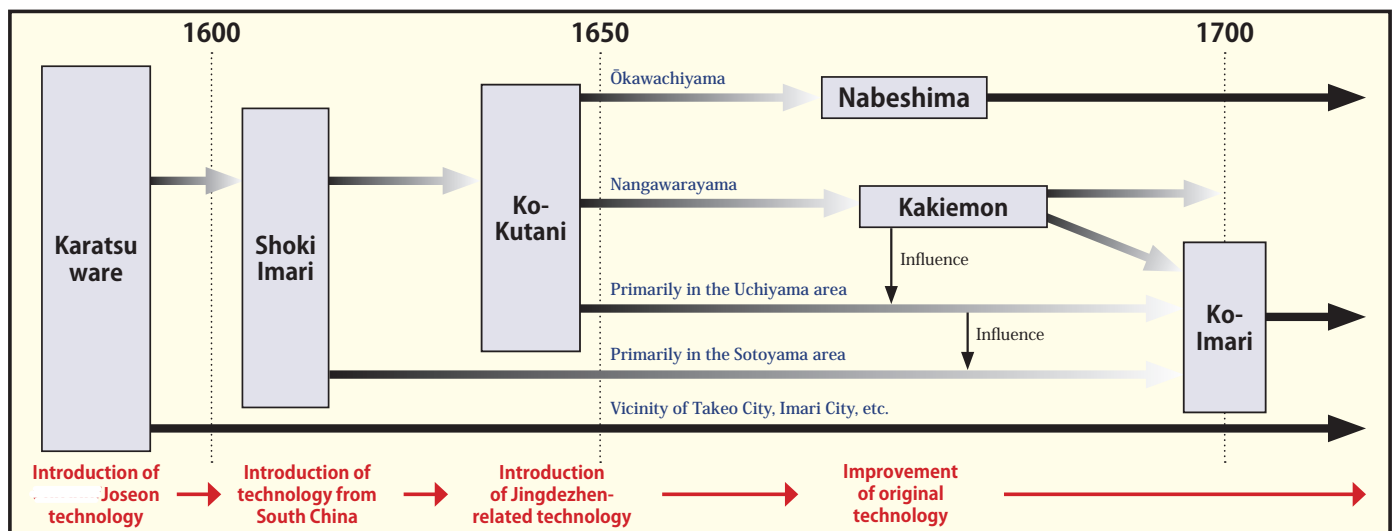 1600
1650
1700
Ōkawachiyama
Nabeshima
Nangawarayama
Kakiemon
Karatsu
ware
Shoki
Imari
Ko-
Kutani
Influence
Primarily in the Uchiyama area
Ko-
Imari
Influence
Primarily in the Sotoyama area
Vicinity of Takeo City, Imari City, etc.
Introduction of
Joseon
technology
Introduction of
technology from
South China
Introduction
of Jingdezhen-
related technology
Improvement
of original
technology